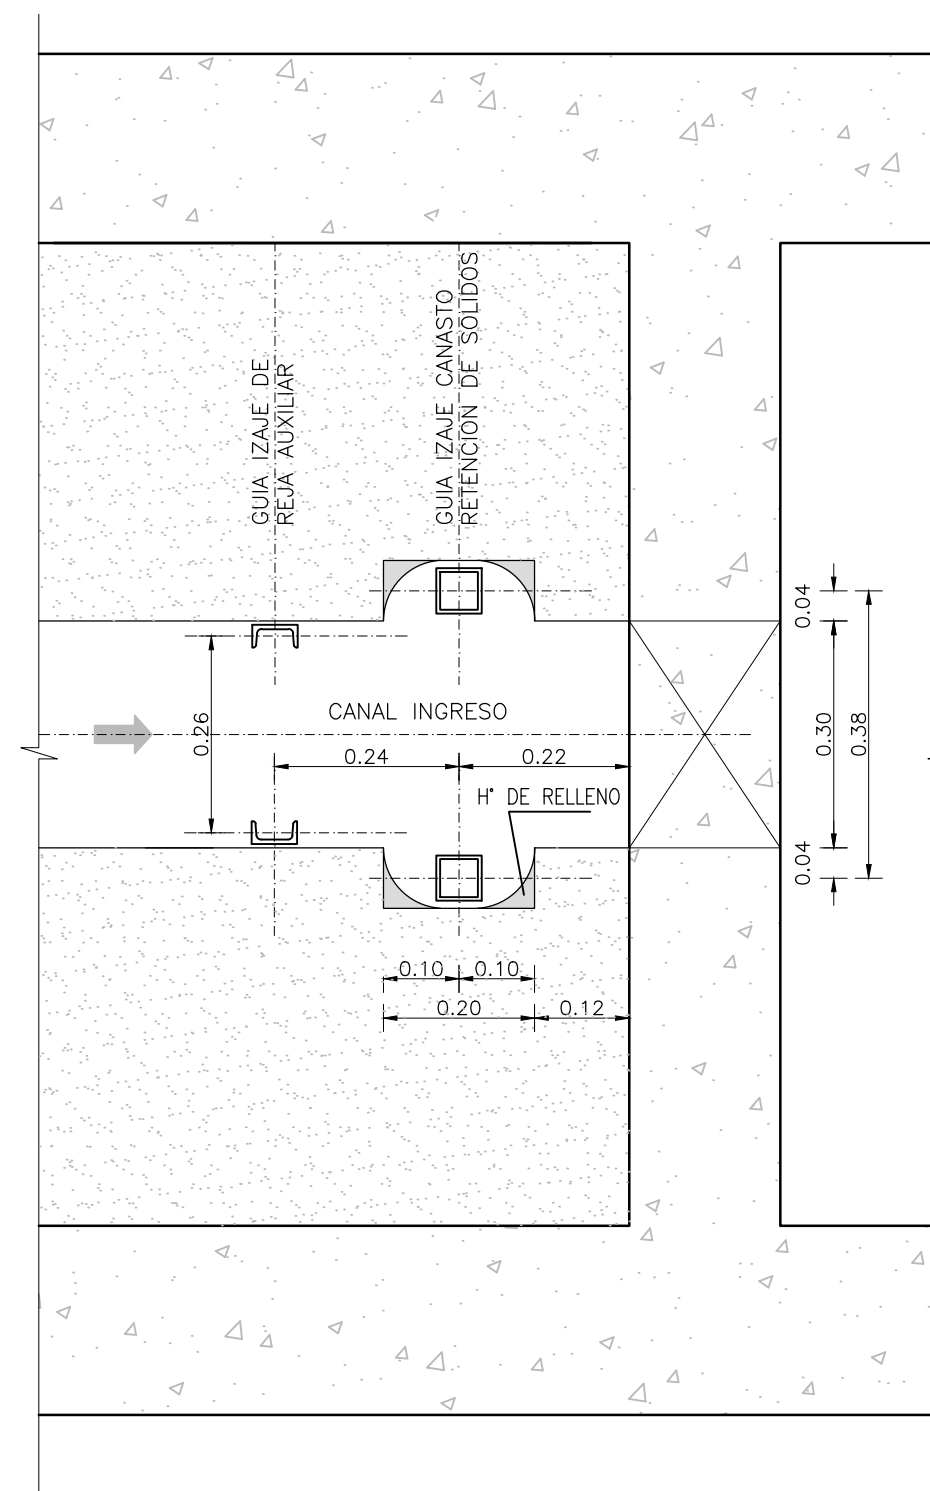 GUIA IZAJE DE
REJA AUXILIAR
GUIA IZAJE CANASTO
RETENCION DE SOLIDOS
0.04
CANAL INGRESO
0.26
0.30
0.38
0.24
0.22
H° DE RELLENO
0.04
0.10
0.10
0.20
0.12